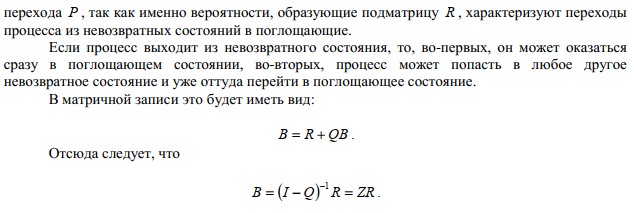 перехода P , так как именно вероятности, образующие подматрицу R , характеризуют переходы
процесса из невозвратных состояний в поглощающие.
Если процесс выходит из невозвратного состояния, то, во-первых, он может оказаться
сразу в поглощающем состоянии, во-вторых, процесс может попасть в любое другое
невозвратное состояние и уже оттуда перейти в поглощающее состояние.
В матричной записи это будет иметь вид:
B = R + QB .
Отсюда следует, что
B = (I − Q)⁻¹ R = ZR .